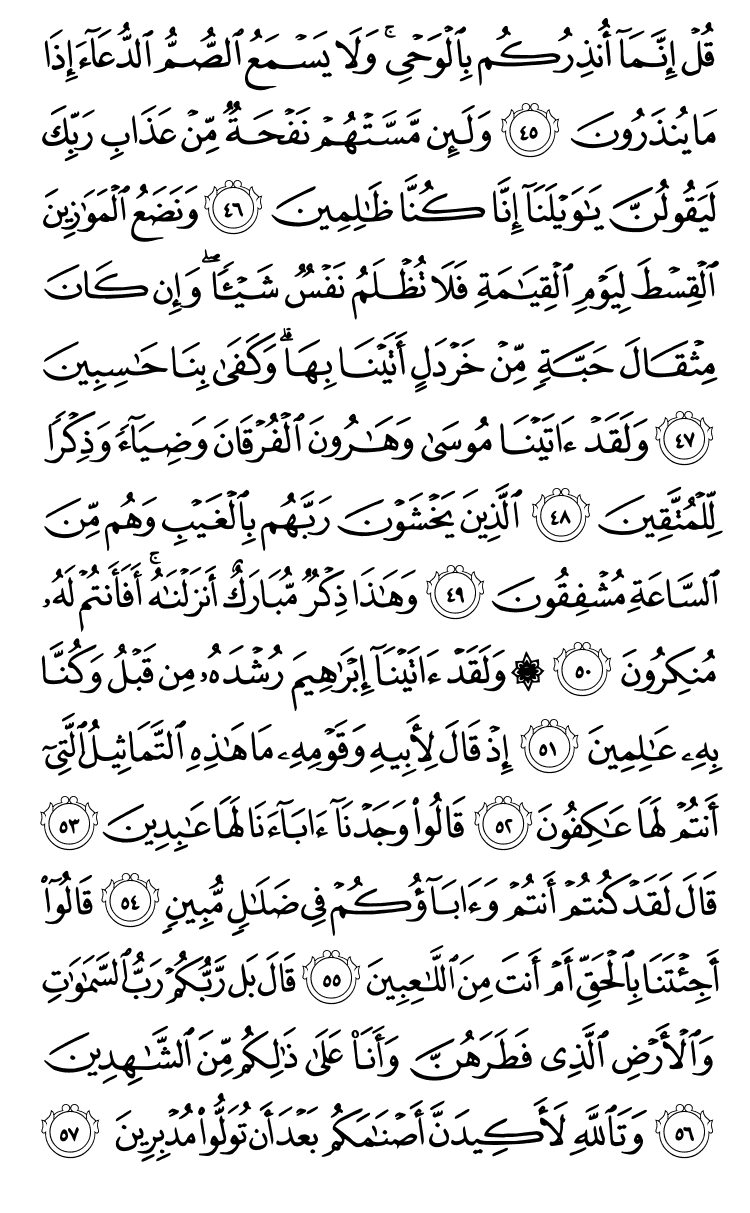 قُلۡ إِنَّمَآ أُنذِرُكُم بِٱلۡوَحۡيِۚ وَلَا يَسۡمَعُ ٱلصُّمُّ ٱلدُّعَآءَ إِذَا
مَا يُنذَرُونَ ٤٥ وَلَئِن مَّسَّتۡهُمۡ نَفۡحَةٞ مِّنۡ عَذَابِ رَبِّكَ
لَيَقُولُنَّ يَٰوَيۡلَنَآ إِنَّا كُنَّا ظَٰلِمِينَ ٤٦ وَنَضَعُ ٱلۡمَوَٰزِينَ
ٱلۡقِسۡطَ لِيَوۡمِ ٱلۡقِيَٰمَةِ فَلَا تُظۡلَمُ نَفۡسٞ شَيۡـٔٗاۖ وَإِن كَانَ
مِثۡقَالَ حَبَّةٖ مِّنۡ خَرۡدَلٍ أَتَيۡنَا بِهَاۗ وَكَفَىٰ بِنَا حَٰسِبِينَ
٤٧ وَلَقَدۡ ءَاتَيۡنَا مُوسَىٰ وَهَٰرُونَ ٱلۡفُرۡقَانَ وَضِيَآءٗ وَذِكۡرٗا
لِّلۡمُتَّقِينَ ٤٨ ٱلَّذِينَ يَخۡشَوۡنَ رَبَّهُم بِٱلۡغَيۡبِ وَهُم مِّنَ
ٱلسَّاعَةِ مُشۡفِقُونَ ٤٩ وَهَٰذَا ذِكۡرٞ مُّبَارَكٌ أَنزَلۡنَٰهُۚ أَفَأَنتُمۡ لَهُۥ
مُنكِرُونَ ٥٠ ۞ وَلَقَدۡ ءَاتَيۡنَآ إِبۡرَٰهِيمَ رُشۡدَهُۥ مِن قَبۡلُ وَكُنَّا
بِهِۦ عَٰلِمِينَ ٥١ إِذۡ قَالَ لِأَبِيهِ وَقَوۡمِهِۦ مَا هَٰذِهِ ٱلتَّمَاثِيلُ ٱلَّتِيٓ
أَنتُمۡ لَهَا عَٰكِفُونَ ٥٢ قَالُواْ وَجَدۡنَآ ءَابَآءَنَا لَهَا عَٰبِدِينَ ٥٣
قَالَ لَقَدۡ كُنتُمۡ أَنتُمۡ وَءَابَآؤُكُمۡ فِي ضَلَٰلٖ مُّبِينٖ ٥٤ قَالُوٓاْ
أَجِئۡتَنَا بِٱلۡحَقِّ أَمۡ أَنتَ مِنَ ٱللَّٰعِبِينَ ٥٥ قَالَ بَل رَّبُّكُمۡ رَبُّ ٱلسَّمَٰوَٰتِ
وَٱلۡأَرۡضِ ٱلَّذِي فَطَرَهُنَّ وَأَنَا۠ عَلَىٰ ذَٰلِكُم مِّنَ ٱلشَّٰهِدِينَ
٥٦ وَتَٱللَّهِ لَأَكِيدَنَّ أَصۡنَٰمَكُم بَعۡدَ أَن تُوَلُّواْ مُدۡبِرِينَ ٥٧